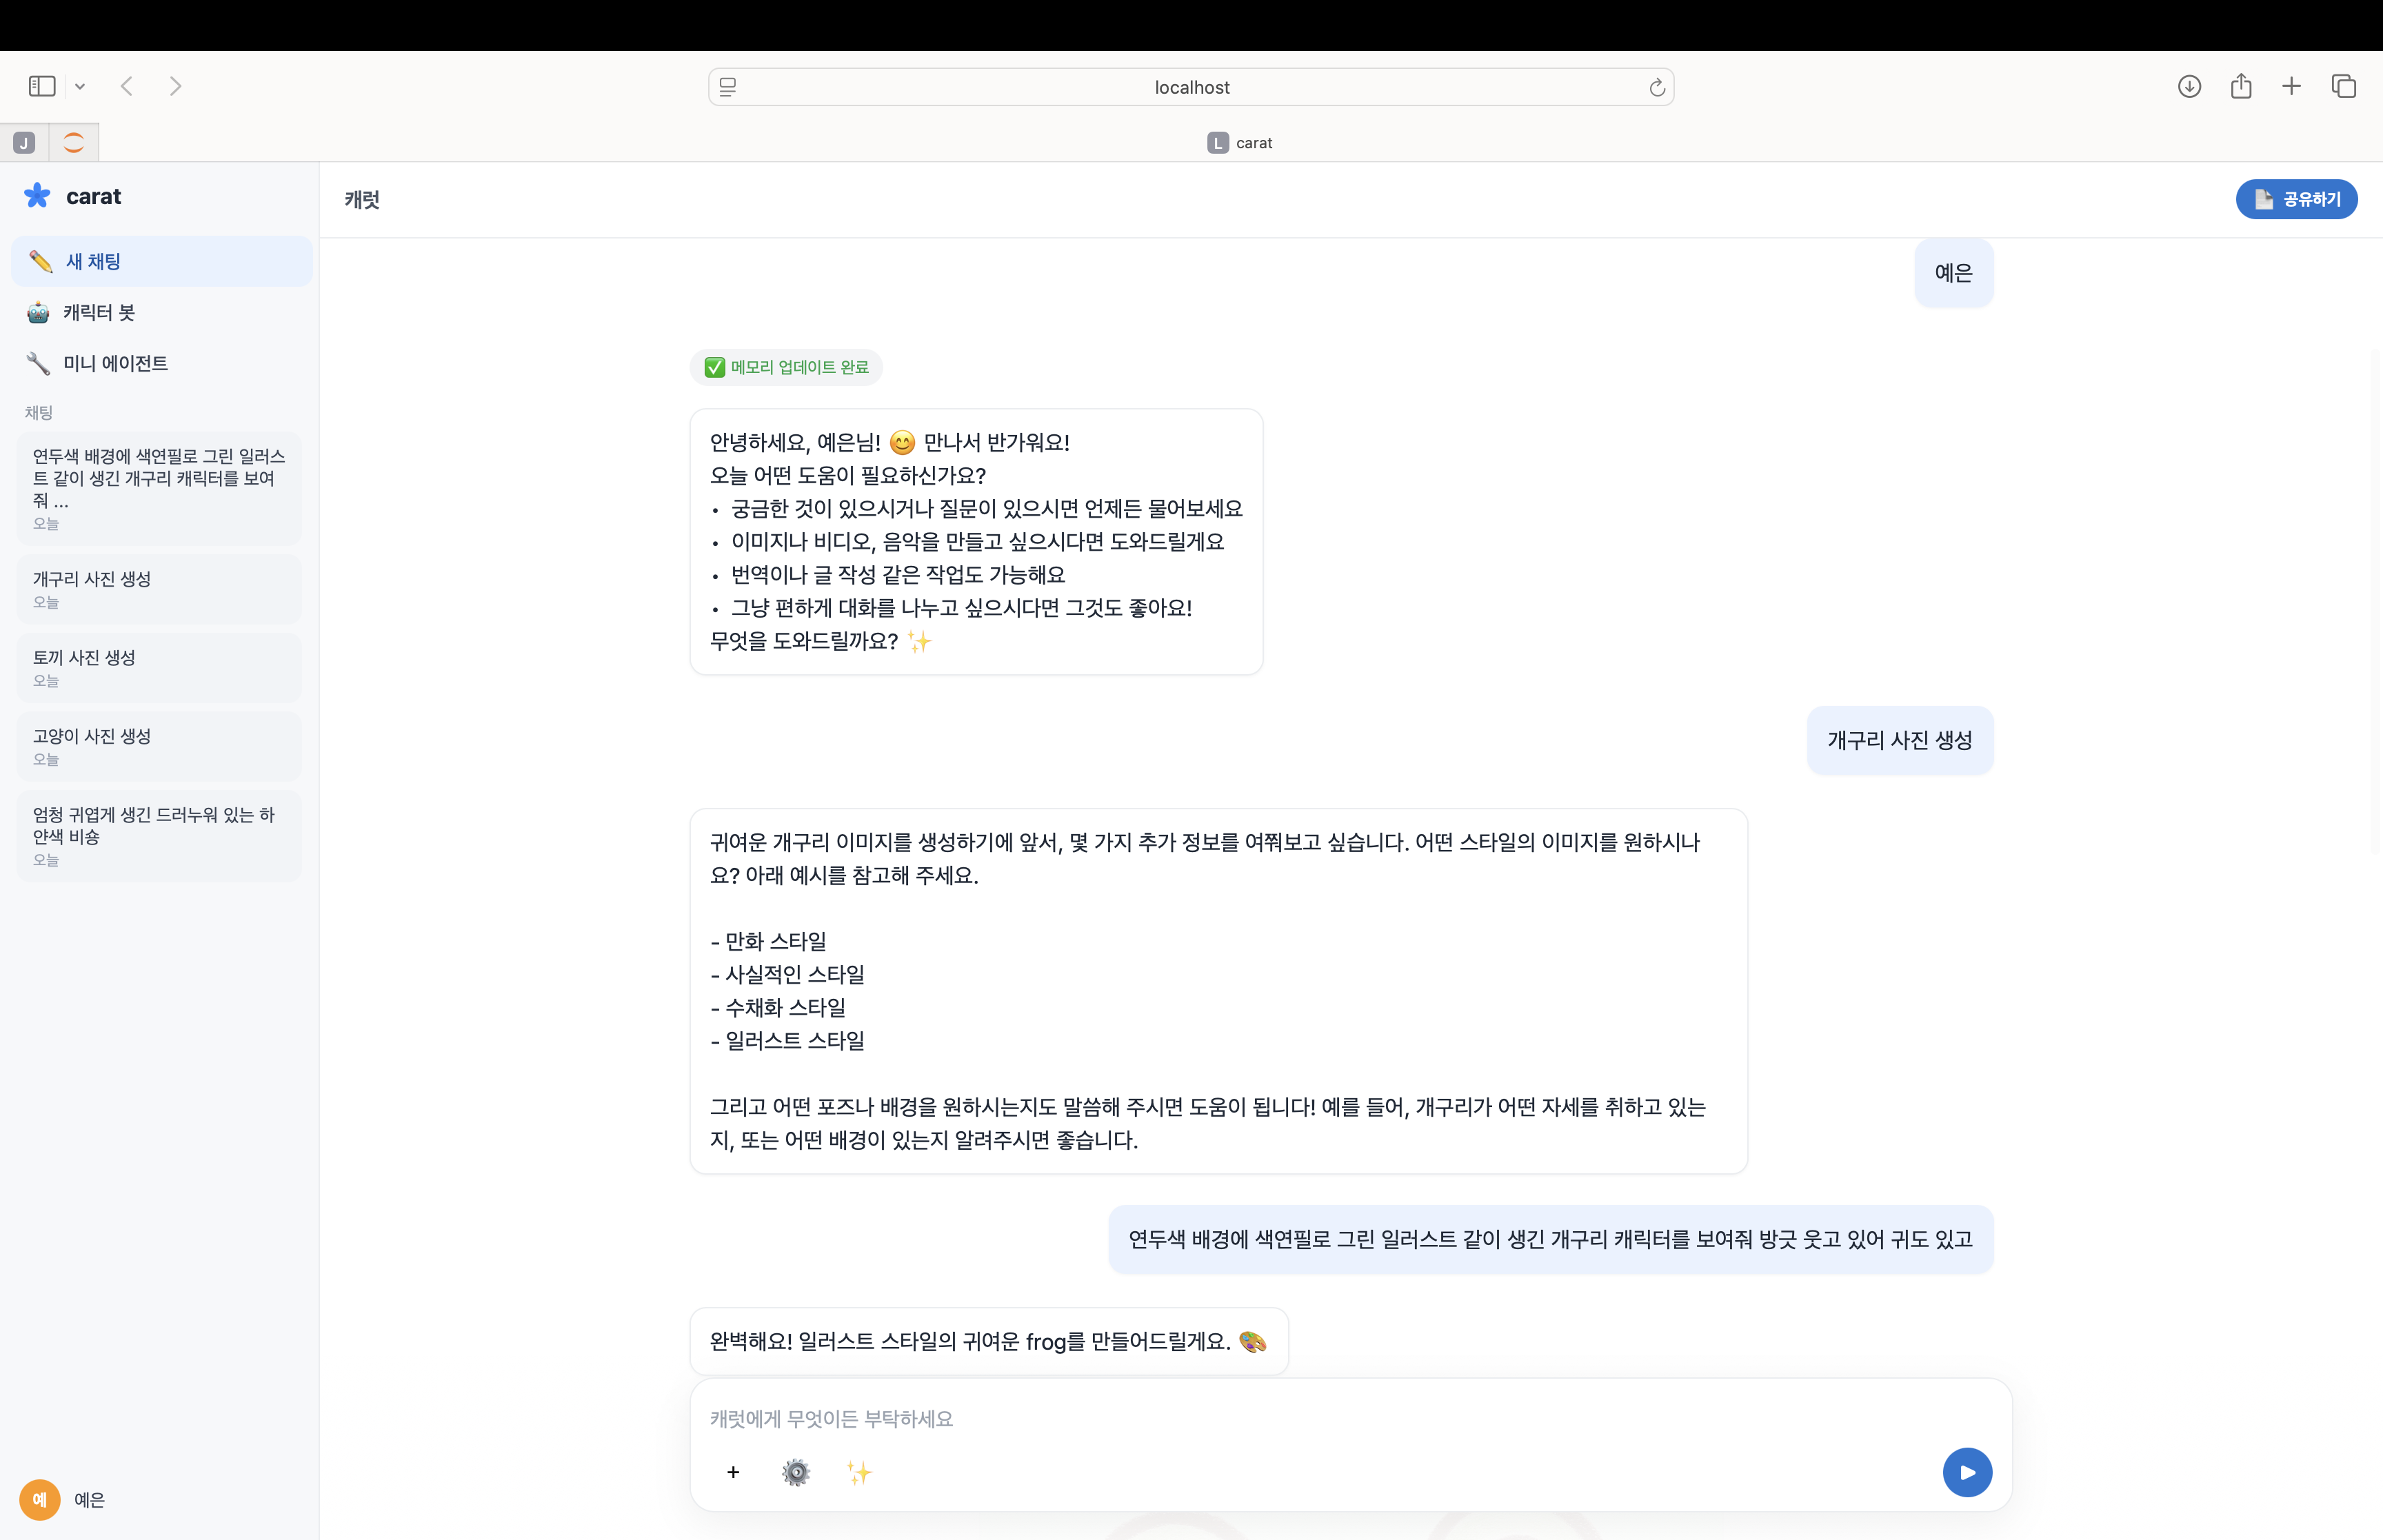 localhost
J
L carat
carat
캐럿
공유하기
새 채팅
캐릭터 봇
미니 에이전트
채팅
연두색 배경에 색연필로 그린 일러스
트 같이 생긴 개구리 캐릭터를 보여
줘 ...
오늘
개구리 사진 생성
오늘
토끼 사진 생성
오늘
고양이 사진 생성
오늘
엄청 귀엽게 생긴 드러누워 있는 하
얀색 비숑
오늘
예 예은
예은
메모리 업데이트 완료
안녕하세요, 예은님! 😊 만나서 반가워요!
오늘 어떤 도움이 필요하신가요?
• 궁금한 것이 있으시거나 질문이 있으시면 언제든 물어보세요
• 이미지나 비디오, 음악을 만들고 싶으시다면 도와드릴게요
• 번역이나 글 작성 같은 작업도 가능해요
• 그냥 편하게 대화를 나누고 싶으시다면 그것도 좋아요!
무엇을 도와드릴까요? ✨
개구리 사진 생성
귀여운 개구리 이미지를 생성하기에 앞서, 몇 가지 추가 정보를 여쭤보고 싶습니다. 어떤 스타일의 이미지를 원하시나
요? 아래 예시를 참고해 주세요.
- 만화 스타일
- 사실적인 스타일
- 수채화 스타일
- 일러스트 스타일
그리고 어떤 포즈나 배경을 원하시는지도 말씀해 주시면 도움이 됩니다! 예를 들어, 개구리가 어떤 자세를 취하고 있는
지, 또는 어떤 배경이 있는지 알려주시면 좋습니다.
연두색 배경에 색연필로 그린 일러스트 같이 생긴 개구리 캐릭터를 보여줘 방긋 웃고 있어 귀도 있고
완벽해요! 일러스트 스타일의 귀여운 frog를 만들어드릴게요. 🎨
캐럿에게 무엇이든 부탁하세요